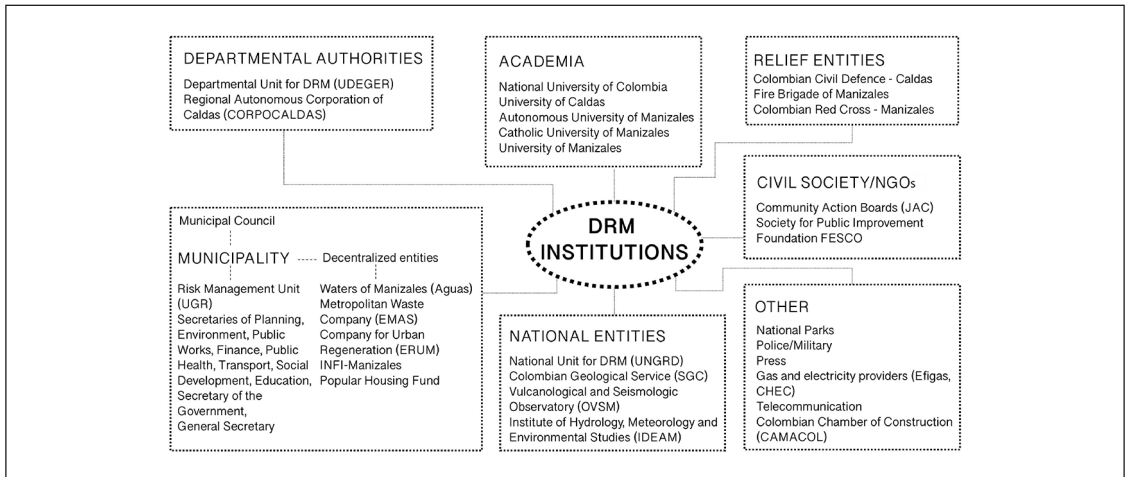 DEPARTMENTAL AUTHORITIES
Departmental Unit for DRM (UDEGER)
Regional Autonomous Corporation of
Caldas (CORPOCALDAS)
ACADEMIA
National University of Colombia
University of Caldas
Autonomous University of Manizales
Catholic University of Manizales
University of Manizales
RELIEF ENTITIES
Colombian Civil Defence - Caldas
Fire Brigade of Manizales
Colombian Red Cross - Manizales
CIVIL SOCIETY/NGOs
Community Action Boards (JAC)
Society for Public Improvement
Foundation FESCO
DRM
INSTITUTIONS
Municipal Council
MUNICIPALITY
Risk Management Unit
(UGR)
Secretaries of Planning,
Environment, Public
Works, Finance, Public
Health, Transport, Social
Development, Education,
Secretary of the
Government,
General Secretary
Decentralized entities
Waters of Manizales (Aguas)
Metropolitan Waste
Company (EMAS)
Company for Urban
Regeneration (ERUM)
INFI-Manizales
Popular Housing Fund
NATIONAL ENTITIES
National Unit for DRM (UNGRD)
Colombian Geological Service (SGC)
Vulcanological and Seismologic
Observatory (OVSM)
Institute of Hydrology, Meteorology and
Environmental Studies (IDEAM)
OTHER
National Parks
Police/Military
Press
Gas and electricity providers (Efigas,
CHEC)
Telecommunication
Colombian Chamber of Construction
(CAMACOL)